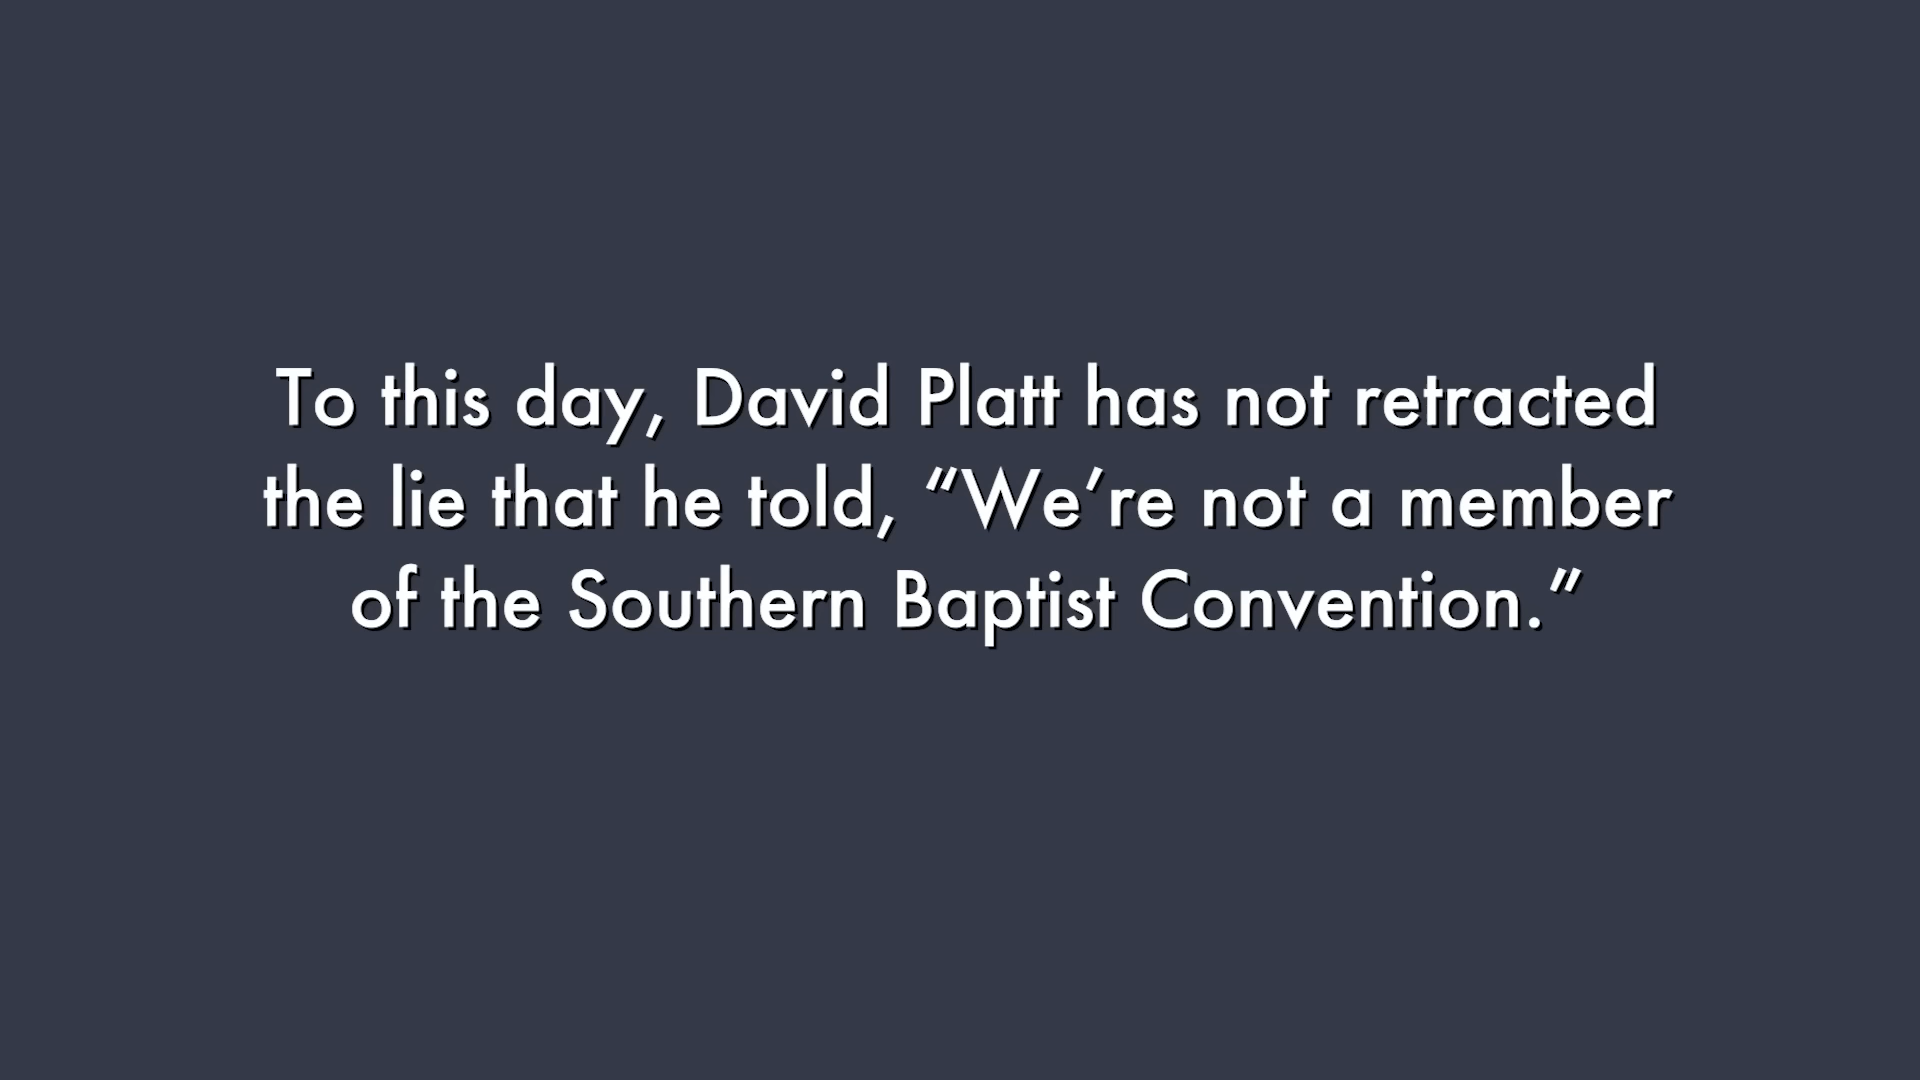 To this day, David Platt has not retracted
the lie that he told, “We’re not a member
of the Southern Baptist Convention.”